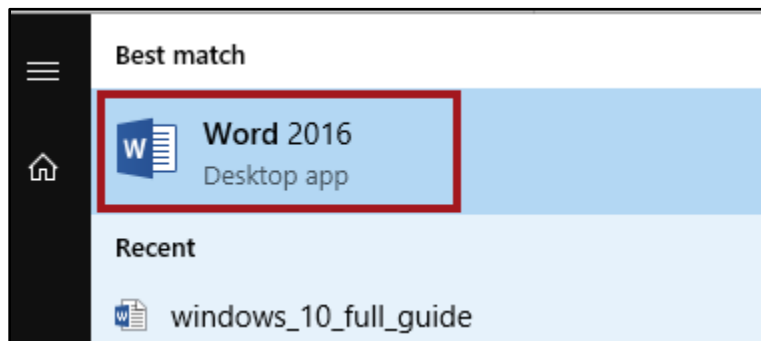 Best match
Word 2016
Desktop app
Recent
windows_10_full_guide